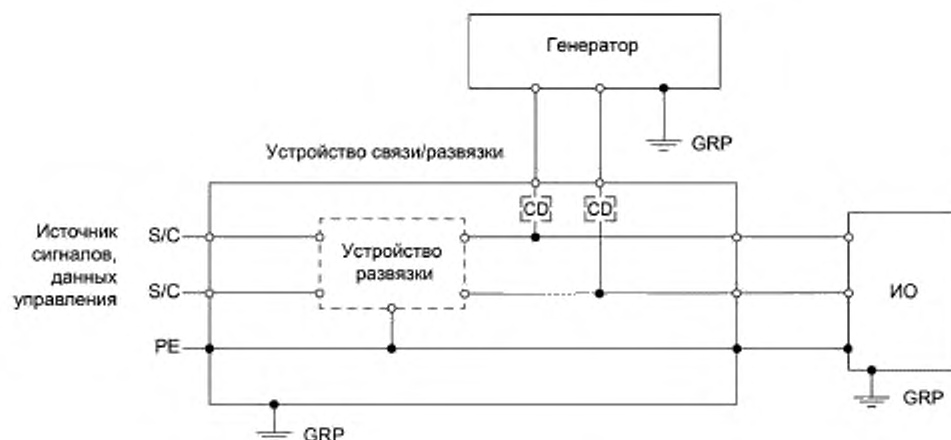 Генератор
GRP
Устройство связи/развязки
CD
CD
Источник
сигналов,
данных
управления
S/C
S/C
PE
Устройство
развязки
ИО
GRP
GRP